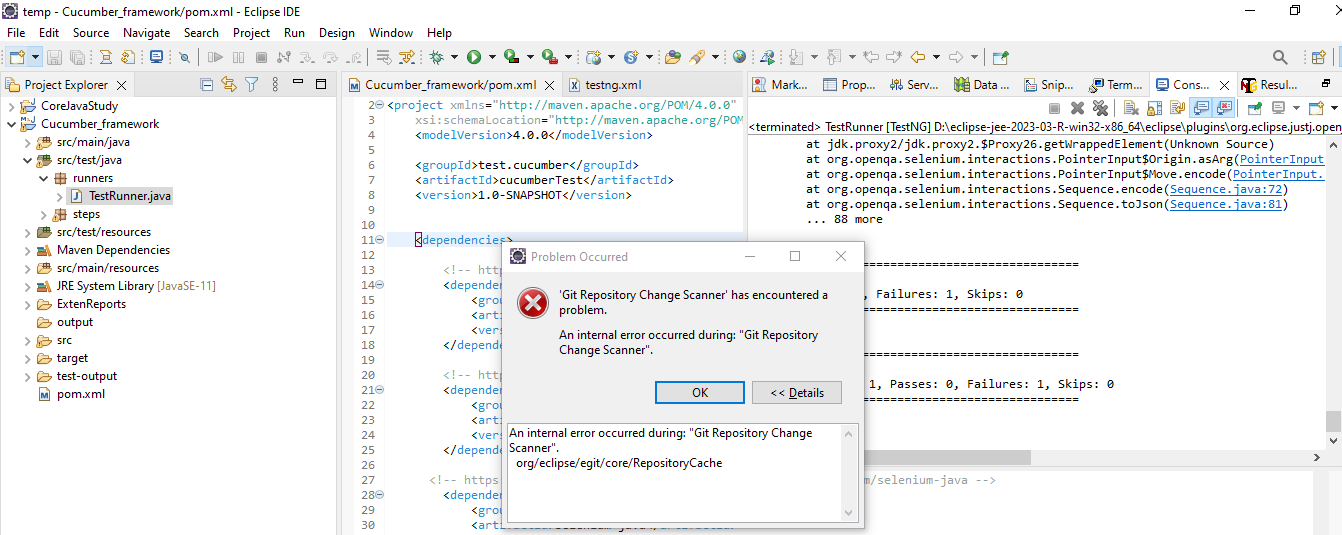 temp - Cucumber_framework/pom.xml - Eclipse IDE
File Edit Source Navigate Search Project Run Design Window Help
Project Explorer
CoreJavaStudy
Cucumber_framework
src/main/java
src/test/java
runners
TestRunner.java
steps
src/test/resources
Maven Dependencies
src/main/resources
JRE System Library [JavaSE-11]
ExtenReports
output
src
target
test-output
pom.xml
Cucumber_framework/pom.xml
testng.xml
2 <project xmlns="http://maven.apache.org/POM/4.0.0"
3 xsi:schemaLocation="http://maven.apache.org/POM
4 <modelVersion>4.0.0</modelVersion>
5
6 <groupId>test.cucumber</groupId>
7 <artifactId>cucumberTest</artifactId>
8 <version>1.0-SNAPSHOT</version>
9
10
11 <dependencies>
12
13 <!-- http
14 <depen
15 <grou
16 <art
17 <ver
18 </depend
19
20 <!-- http
21 <depen
22 <grou
23 <art
24 <ver
25 </depend
26
27 <!-- https m/selenium-java -->
28 <depen
29 <grou
30
Mark... Prop... Serv... Data ... Snip... Term... Cons... Resul...
<terminated> TestRunner [TestNG] D:\eclipse-jee-2023-03-R-win32-x86_64\eclipse\plugins\org.eclipse.justj.open
at jdk.proxy2/jdk.proxy2.$Proxy26.getWrappedElement(Unknown Source)
at org.openqa.selenium.interactions.PointerInput$Origin.asArg(PointerInput
at org.openqa.selenium.interactions.PointerInput$Move.encode(PointerInput.
at org.openqa.selenium.interactions.Sequence.encode(Sequence.java:72)
at org.openqa.selenium.interactions.Sequence.toJson(Sequence.java:81)
... 88 more
===============================
, Failures: 1, Skips: 0
===============================
===============================
1, Passes: 0, Failures: 1, Skips: 0
===============================
Problem Occurred
'Git Repository Change Scanner' has encountered a
problem.
An internal error occurred during: "Git Repository
Change Scanner".
OK
<< Details
An internal error occurred during: "Git Repository Change
Scanner".
org/eclipse/egit/core/RepositoryCache